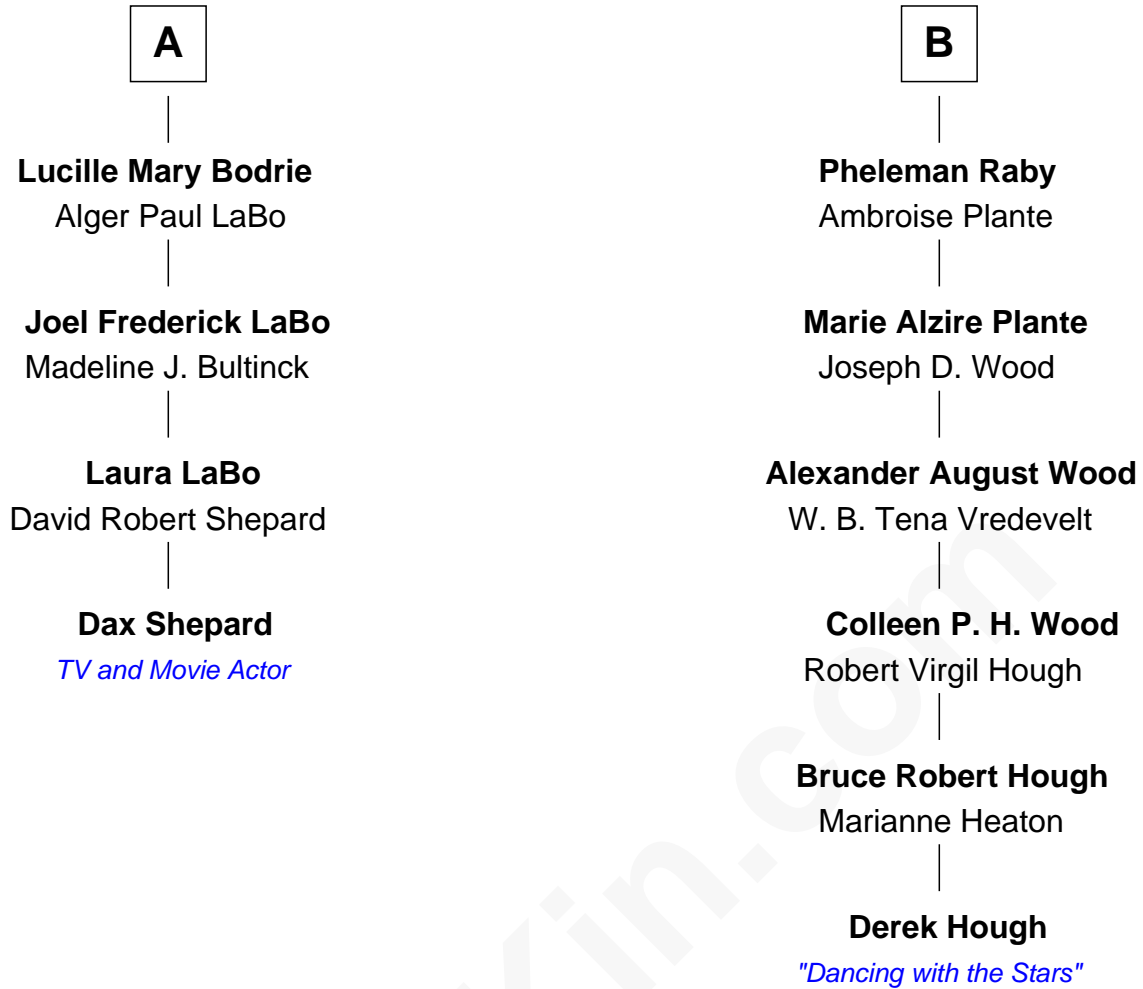 A
Lucille Mary Bodrie
Alger Paul LaBo
Joel Frederick LaBo
Madeline J. Bultinck
Laura LaBo
David Robert Shepard
Dax Shepard
TV and Movie Actor
B
Pheleman Raby
Ambroise Plante
Marie Alzire Plante
Joseph D. Wood
Alexander August Wood
W. B. Tena Vredevelt
Colleen P. H. Wood
Robert Virgil Hough
Bruce Robert Hough
Marianne Heaton
Derek Hough
"Dancing with the Stars"
Kin.com